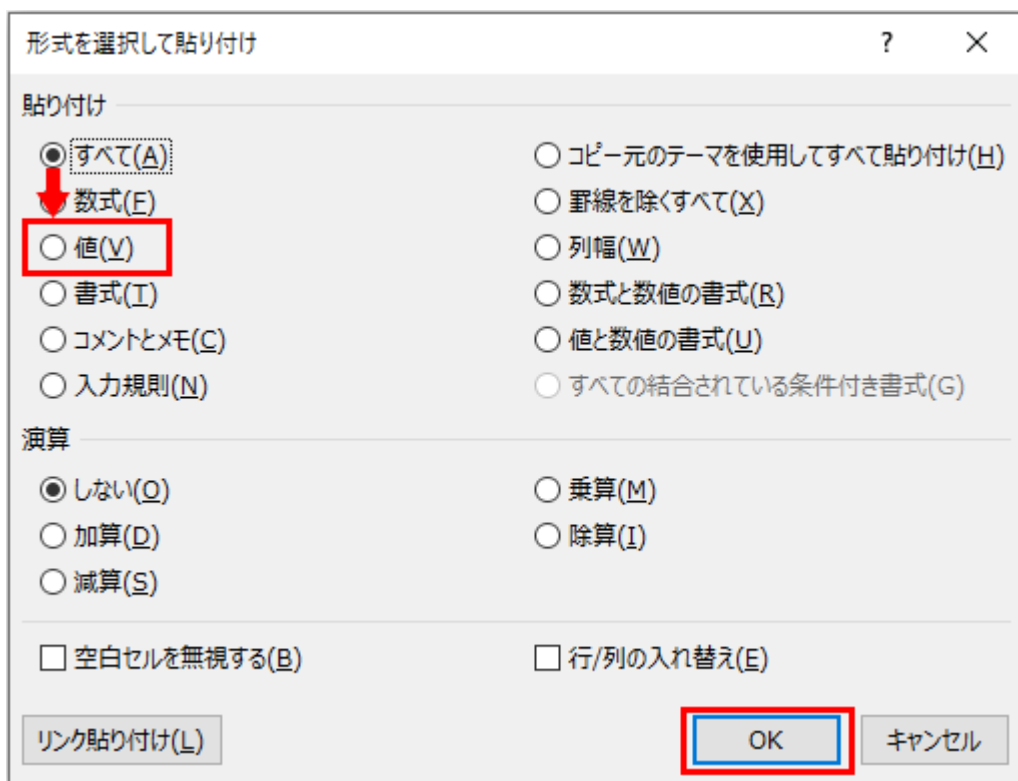 形式を選択して貼り付け ? ×
貼り付け
すべて(A) コピー元のテーマを使用してすべて貼り付け(H)
数式(F) 罫線を除くすべて(X)
値(V) 列幅(W)
書式(T) 数式と数値の書式(R)
コメントとメモ(C) 値と数値の書式(U)
入力規則(N) すべての結合されている条件付き書式(G)
演算
しない(O) 乗算(M)
加算(D) 除算(I)
減算(S)
空白セルを無視する(B) 行/列の入れ替え(E)
リンク貼り付け(L) OK キャンセル